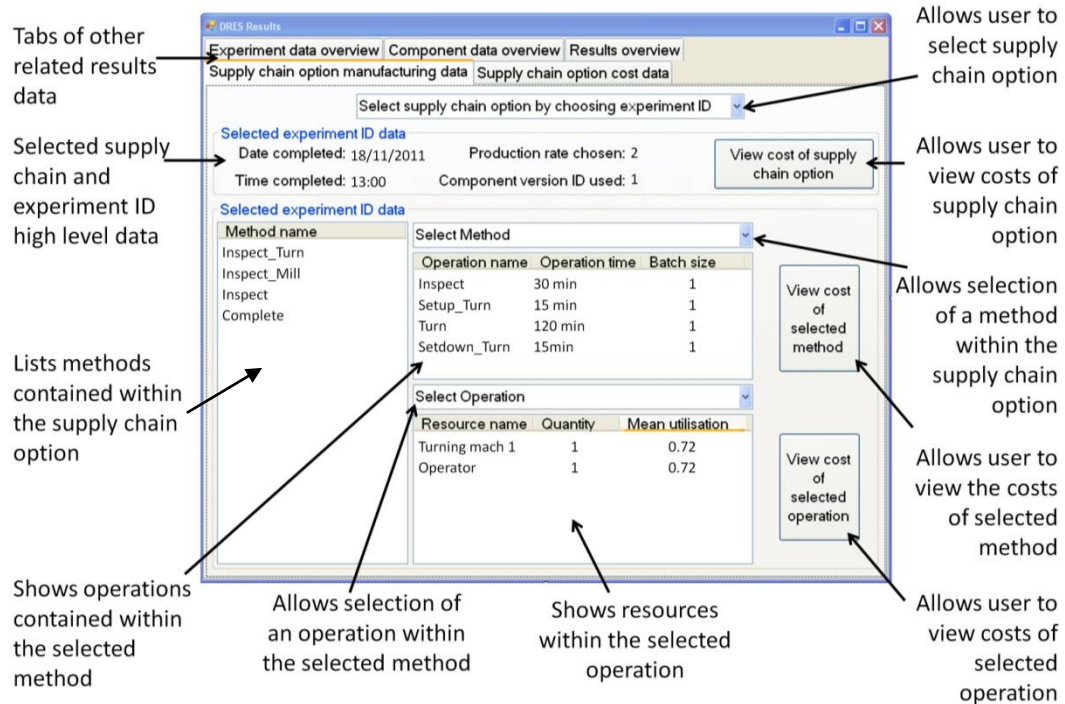 Tabs of other
related results
data
Selected supply
chain and
experiment ID
high level data
Lists methods
contained within
the supply chain
option
Shows operations
contained within
the selected
method
DRES Results
Experiment data overview Component data overview Results overview
Supply chain option manufacturing data Supply chain option cost data
Select supply chain option by choosing experiment ID
Selected experiment ID data
Date completed: 18/11/2011 Production rate chosen: 2
Time completed: 13:00 Component version ID used: 1
View cost of supply
chain option
Selected experiment ID data
Method name
Inspect_Turn
Inspect_Mill
Inspect
Complete
Select Method
Operation name Operation time Batch size
Inspect 30 min 1
Setup_Turn 15 min 1
Turn 120 min 1
Setdown_Turn 15min 1
View cost
of
selected
method
Select Operation
Resource name Quantity Mean utilisation
Turning mach 1 1 0.72
Operator 1 0.72
View cost
of
selected
operation
Allows selection of
an operation within
the selected method
Shows resources
within the selected
operation
Allows user to
select supply
chain option
Allows user to
view costs of
supply chain
option
Allows selection
of a method
within the
supply chain
option
Allows user to
view the costs
of selected
method
Allows user to
view costs of
selected
operation